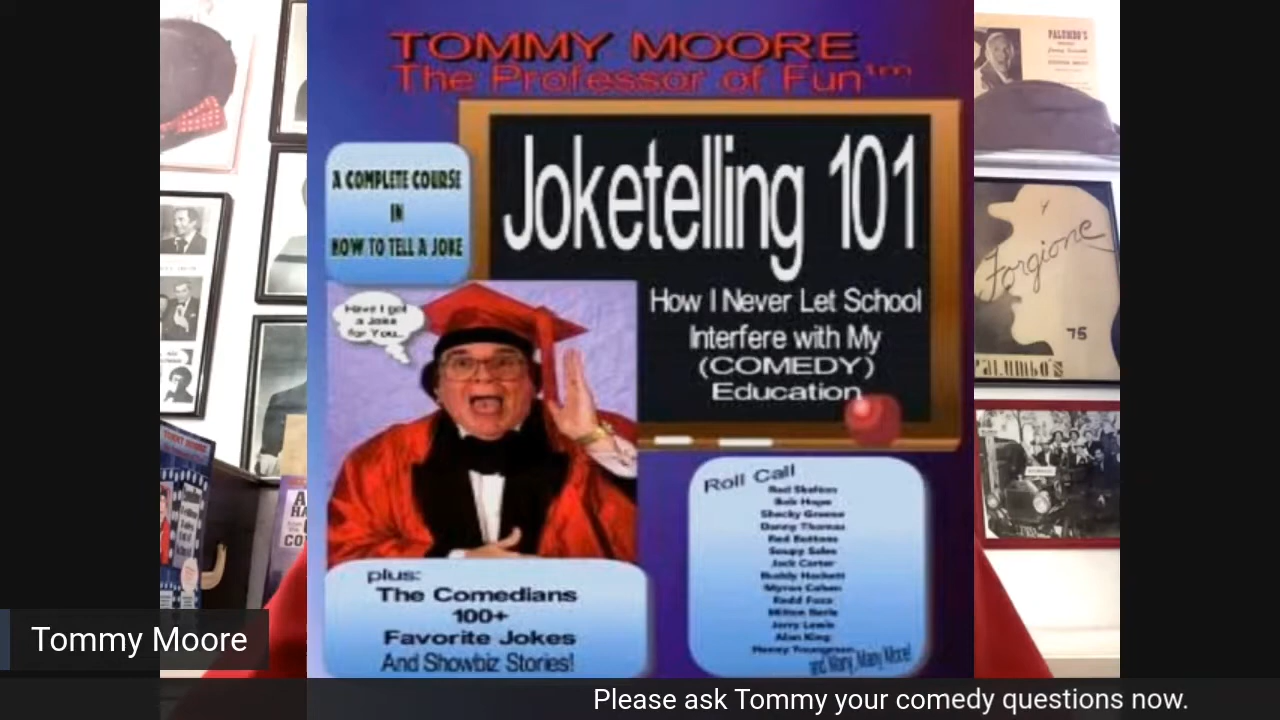 TOMMY MOORE
The Professor of Fun™
Joketelling 101
A COMPLETE COURSE
IN
HOW TO TELL A JOKE
Have I got
a Joke
for You...
How I Never Let School
Interfere with My
(COMEDY)
Education
Roll Call
Red Skelton
Bob Hope
Shecky Greene
Danny Thomas
Red Buttons
Soupy Sales
Jack Carter
Buddy Hackett
Myron Cohen
Redd Foxx
Milton Berle
Jerry Lewis
Alan King
Henny Youngman
and Many, Many More!
plus:
The Comedians
100+
Favorite Jokes
And Showbiz Stories!
PALUMBO'S
Forgione
75
PALUMBO'S
TOMMY MOORE
Tommy Moore
Please ask Tommy your comedy questions now.